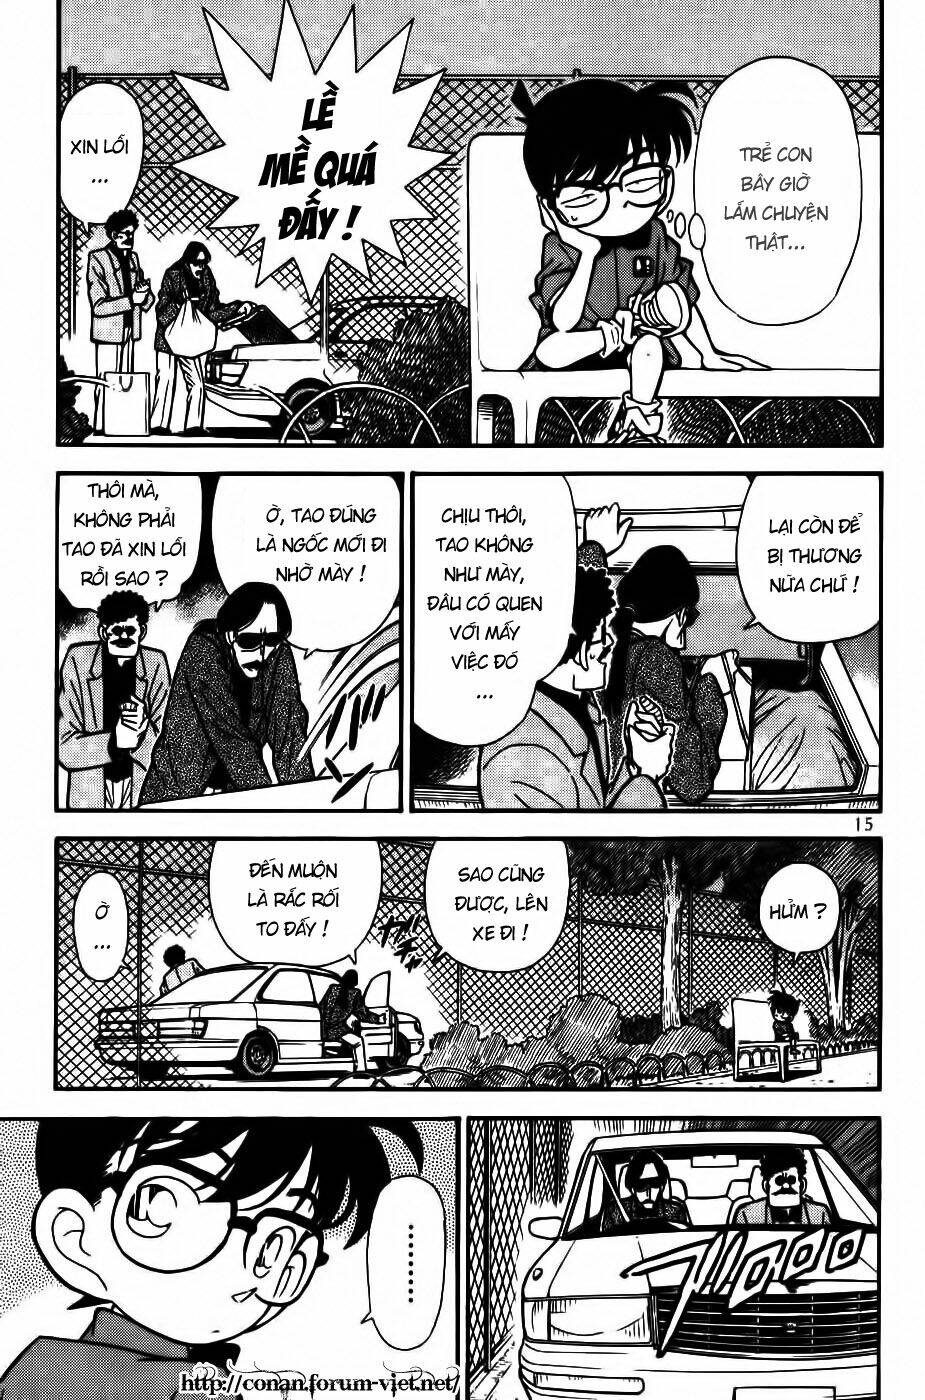 TRẺ CON
BÂY GIỜ
LẮM CHUYỆN
THẬT...
LỀ
MỀ QUÁ
ĐẤY !
XIN LỖI
...
LẠI CÒN ĐỂ
BỊ THƯƠNG
NỮA CHỨ !
CHỊU THÔI,
TAO KHÔNG
NHƯ MÀY,
ĐÂU CÓ QUEN
VỚI MẤY
VIỆC ĐÓ
...
Ờ, TAO ĐÚNG
LÀ NGỐC MỚI ĐI
NHỜ MÀY !
THÔI MÀ,
KHÔNG PHẢI
TAO ĐÃ XIN LỖI
RỒI SAO ?
15
HỬM ?
SAO CŨNG
ĐƯỢC, LÊN
XE ĐI !
ĐẾN MUỘN
LÀ RẮC RỐI
TO ĐẤY !
Ờ
...
.........
http://conan.forum-viet.net/